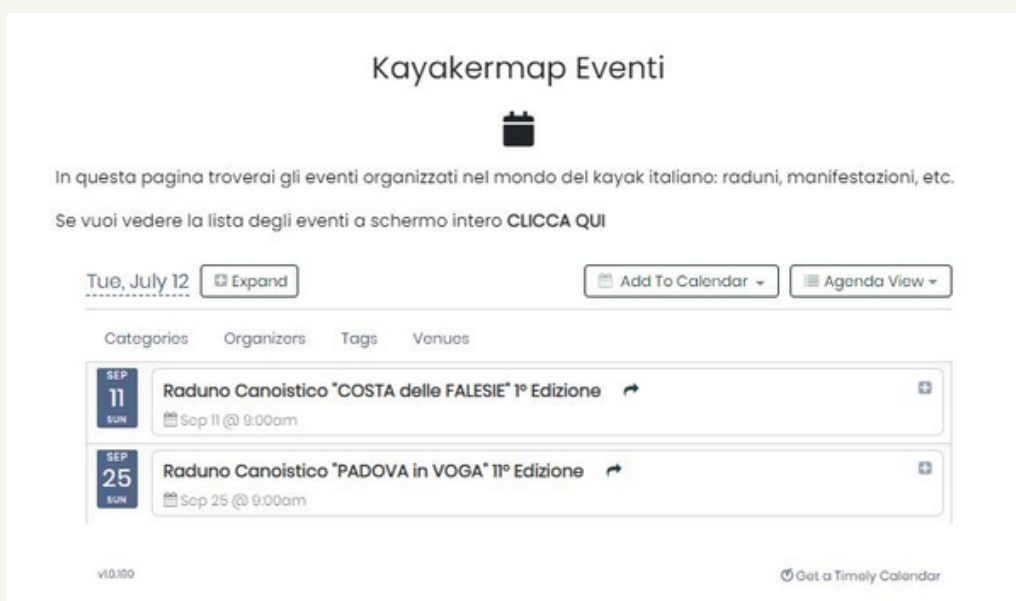 Kayakermap Eventi
In questa pagina troverai gli eventi organizzati nel mondo del kayak italiano: raduni, manifestazioni, etc.
Se vuoi vedere la lista degli eventi a schermo intero CLICCA QUI
Tue, July 12 Expand Add To Calendar Agenda View
Categories Organizers Tags Venues
SEP
11
SUN
Raduno Canoistico "COSTA delle FALESIE" 1° Edizione
Sep 11 @ 9:00am
SEP
25
SUN
Raduno Canoistico "PADOVA in VOGA" 11° Edizione
Sep 25 @ 9:00am
v1.0.160 Get a Timely Calendar